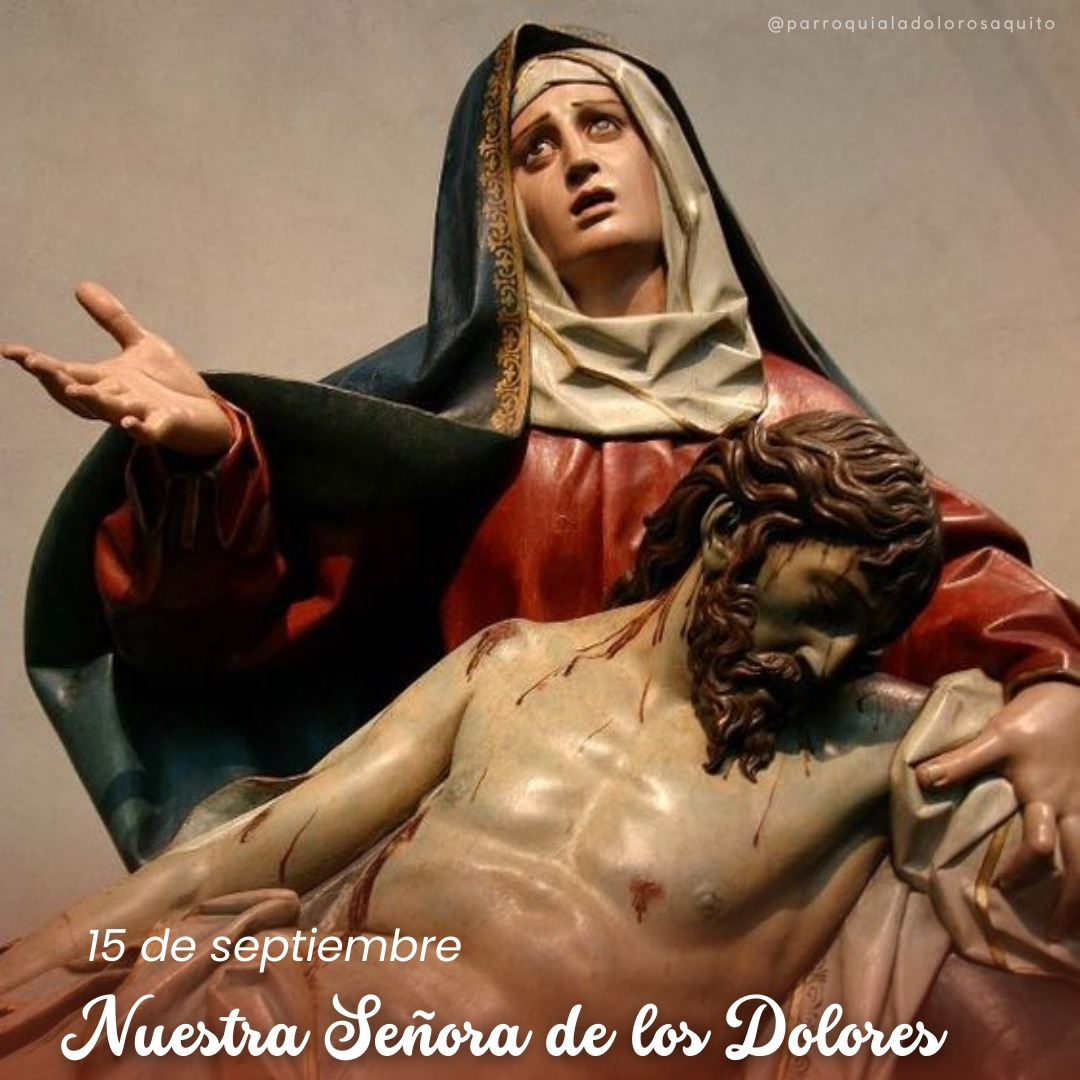 @parroquialadolorosaquito
15 de septiembre
Nuestra Señora de los Dolores